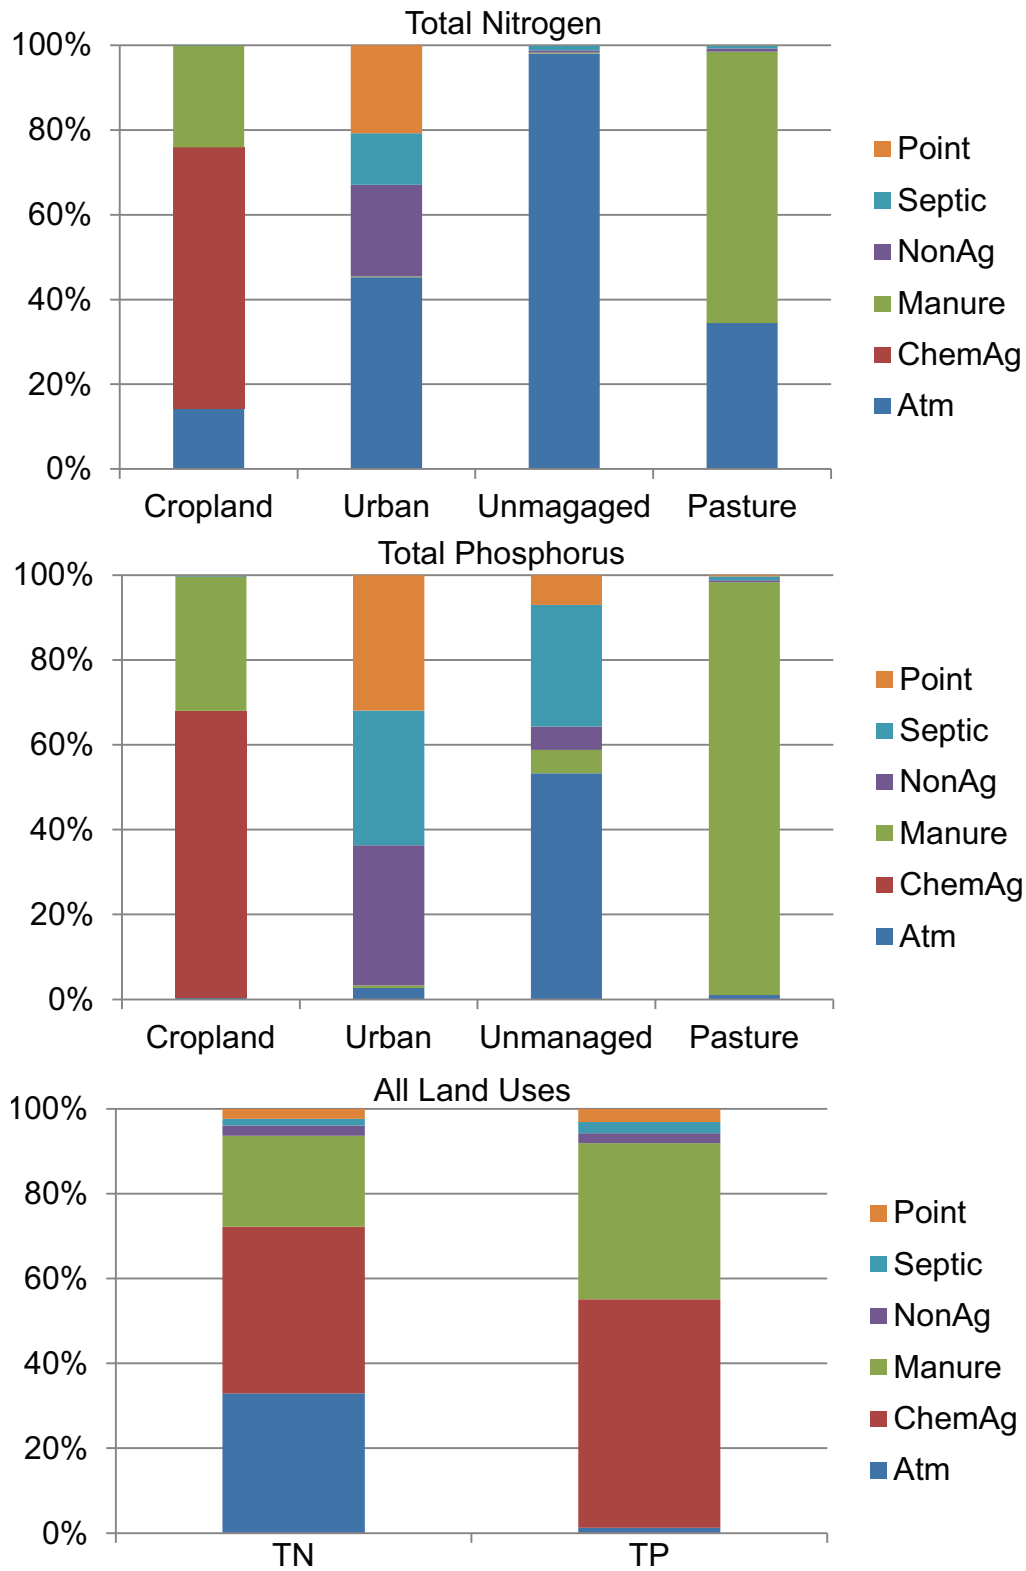 Total Nitrogen
100%
80%
60%
40%
20%
0%
Cropland Urban Unmagaged Pasture
Point
Septic
NonAg
Manure
ChemAg
Atm
Total Phosphorus
100%
80%
60%
40%
20%
0%
Cropland Urban Unmanaged Pasture
Point
Septic
NonAg
Manure
ChemAg
Atm
All Land Uses
100%
80%
60%
40%
20%
0%
TN TP
Point
Septic
NonAg
Manure
ChemAg
Atm